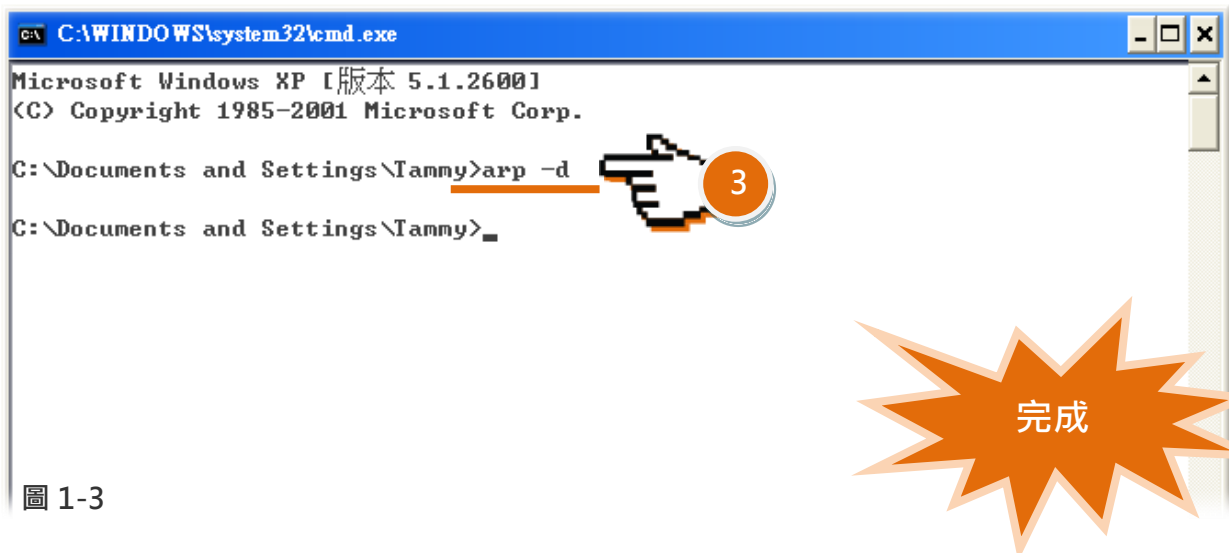 C:\WINDOWS\system32\cmd.exe
Microsoft Windows XP [版本 5.1.2600]
(C) Copyright 1985-2001 Microsoft Corp.
C:\Documents and Settings\Tammy>arp -d
3
C:\Documents and Settings\Tammy>_
完成
圖 1-3